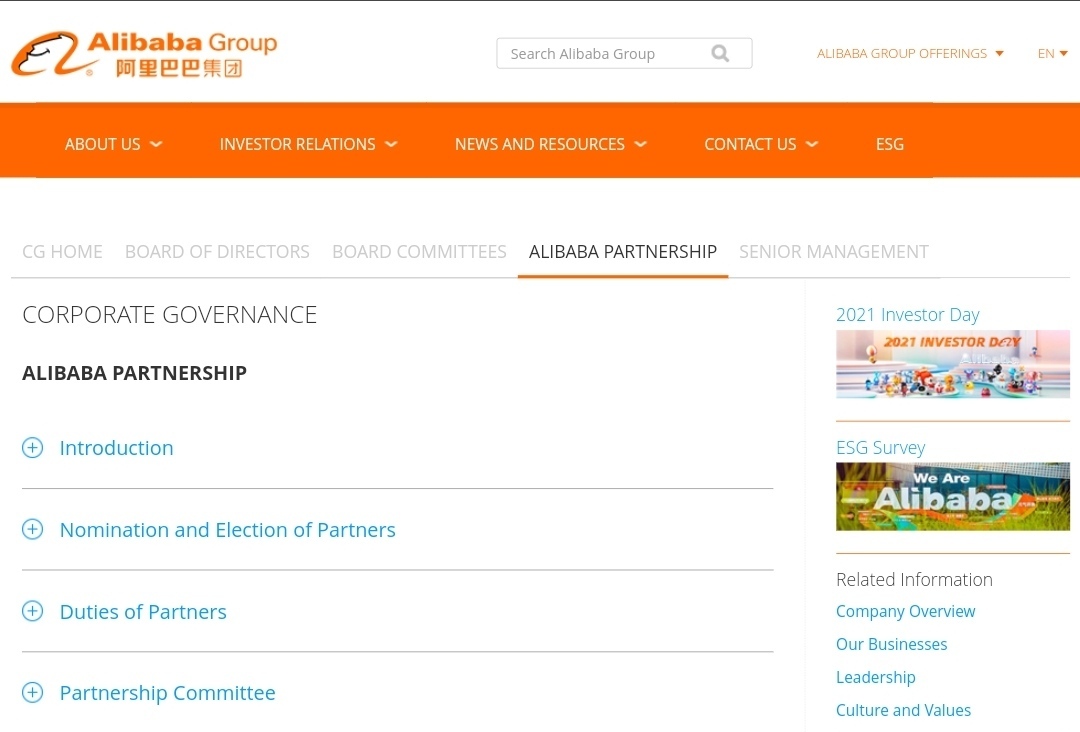 Alibaba Group
阿里巴巴集团
Search Alibaba Group
ALIBABA GROUP OFFERINGS
EN
ABOUT US
INVESTOR RELATIONS
NEWS AND RESOURCES
CONTACT US
ESG
CG HOME
BOARD OF DIRECTORS
BOARD COMMITTEES
ALIBABA PARTNERSHIP
SENIOR MANAGEMENT
CORPORATE GOVERNANCE
ALIBABA PARTNERSHIP
Introduction
Nomination and Election of Partners
Duties of Partners
Partnership Committee
2021 Investor Day
2021 INVESTOR DAY
Alibaba
ESG Survey
We Are
Alibaba
Related Information
Company Overview
Our Businesses
Leadership
Culture and Values